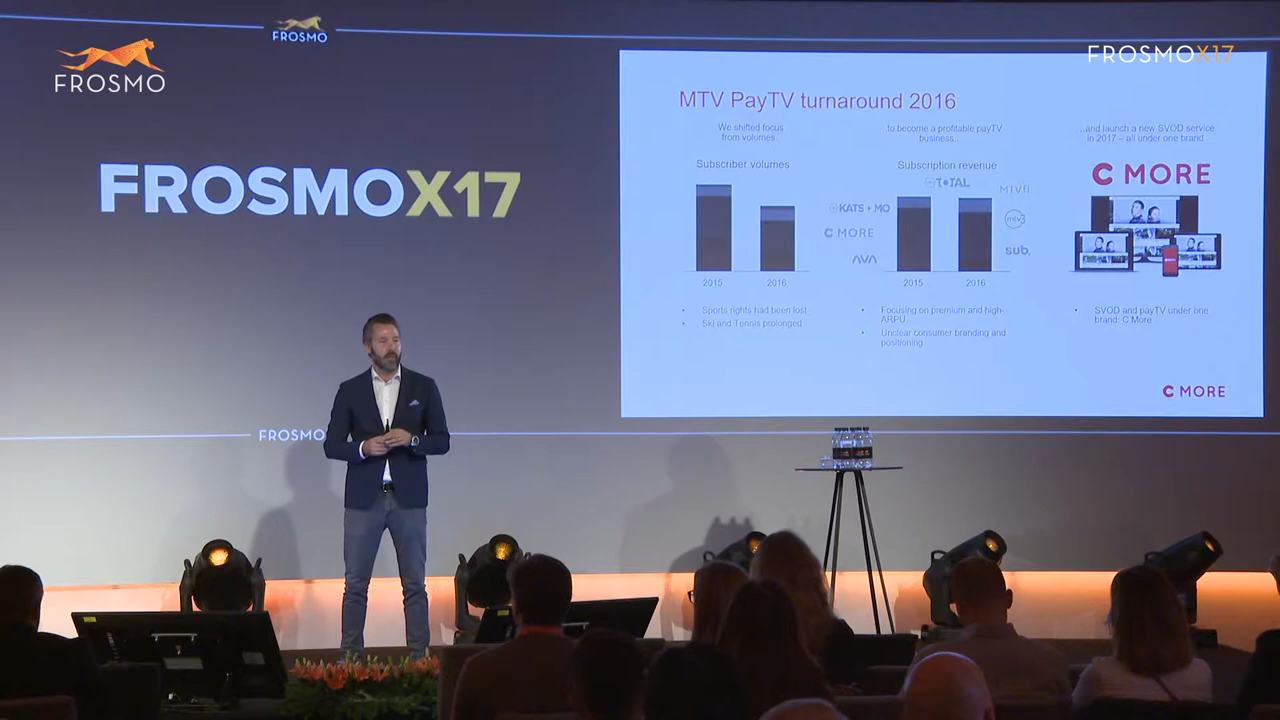 FROSMO
FROSMO
FROSMOX17
FROSMOX17
FROSMO
MTV PayTV turnaround 2016
We shifted focus
from volumes..
Subscriber volumes
2015
2016
• Sports rights had been lost
• Ski and Tennis prolonged
to become a profitable payTV
business...
Subscription revenue
TOTAL
MTV.fi
KATS + MO
mtv3
C MORE
sub.
AVA
2015
2016
• Focusing on premium and high-
ARPU
• Unclear consumer branding and
positioning
...and launch a new SVOD service
in 2017 – all under one brand
C MORE
• SVOD and payTV under one
brand: C More
C MORE